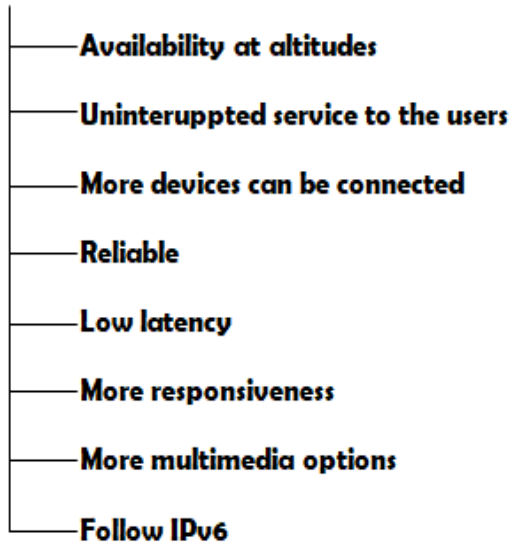 Availability at altitudes
Uninteruppted service to the users
More devices can be connected
Reliable
Low latency
More responsiveness
More multimedia options
Follow IPv6